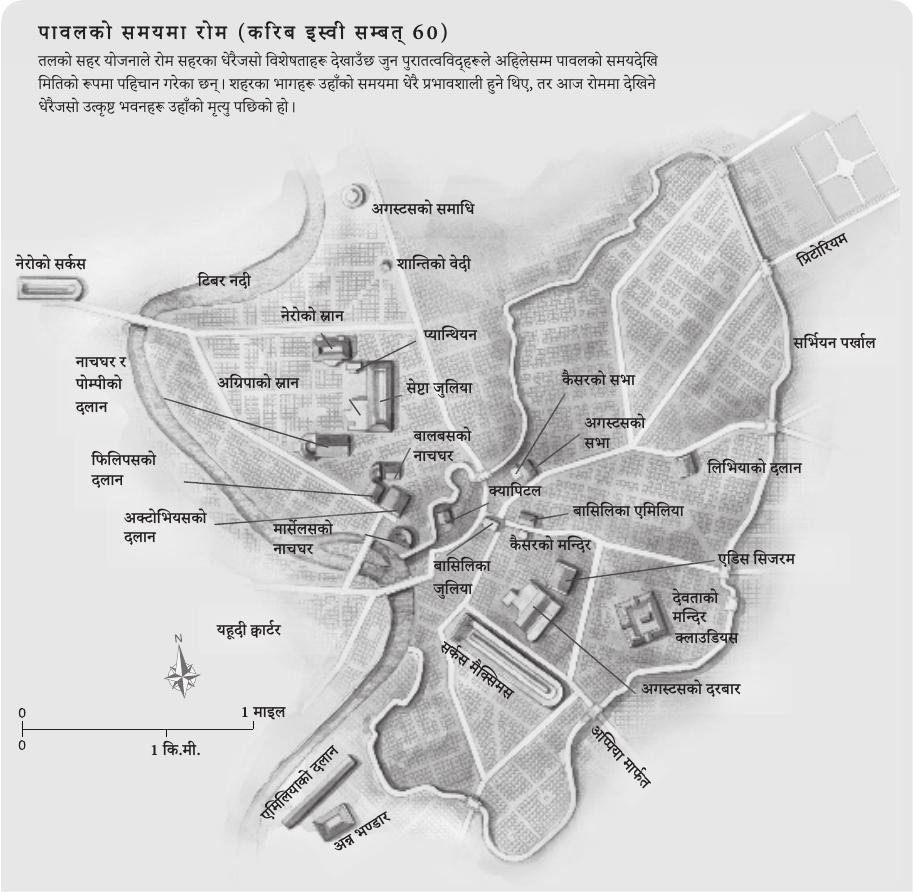 पावलको समयमा रोम (करिब इस्वी सम्बत् 60)
तलको सहर योजनाले रोम सहरका धेरैजसो विशेषताहरू देखाउँछ जुन पुरातत्वविद्हरूले अहिलेसम्म पावलको समयदेखि
मितिको रूपमा पहिचान गरेका छन्। शहरका भागहरू उहाँको समयमा धेरै प्रभावशाली हुने थिए, तर आज रोममा देखिने
धेरैजसो उत्कृष्ट भवनहरू उहाँको मृत्यु पछिको हो।
अगस्टसको समाधि
प्रिटोरियम
नेरोको सर्कस
शान्तिको वेदी
टिबर नदी
नेरोको स्नान
प्यान्थियन
सर्भियन पर्खाल
नाचघर र
पोम्पीको
दलान
अग्रिपाको स्नान
सेप्टा जुलिया
कैसरको सभा
अगस्टसको
सभा
बालबसको
नाचघर
फिलिपसको
दलान
लिभियाको दलान
क्यापिटल
अक्टोभियसको
दलान
मार्सेलसको
नाचघर
बासिलिका एमिलिया
कैसरको मन्दिर
बासिलिका
जुलिया
एडिस सिजरम
देवताको
मन्दिर
क्लाउडियस
यहूदी क्वार्टर
N
सर्कस मैक्सिमस
अगस्टसको दरबार
0
1 माइल
0
1 कि.मी.
अप्पिया मार्फत
एमिलियाको दलान
अन्न भण्डार